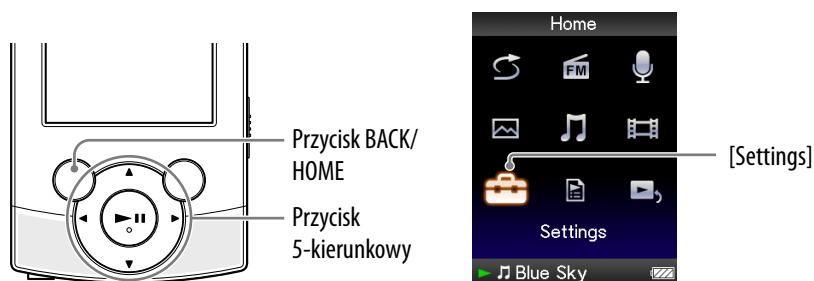 Przycisk BACK/
HOME
Przycisk
5-kierunkowy
Home
FM
[Settings]
Settings
Blue Sky